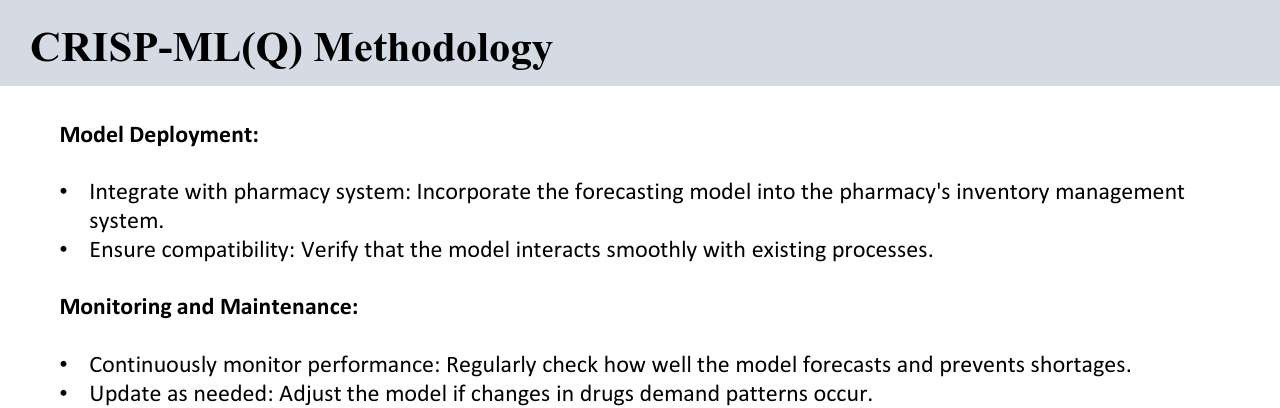 CRISP-ML(Q) Methodology
Model Deployment:
• Integrate with pharmacy system: Incorporate the forecasting model into the pharmacy's inventory management
system.
• Ensure compatibility: Verify that the model interacts smoothly with existing processes.
Monitoring and Maintenance:
• Continuously monitor performance: Regularly check how well the model forecasts and prevents shortages.
• Update as needed: Adjust the model if changes in drugs demand patterns occur.